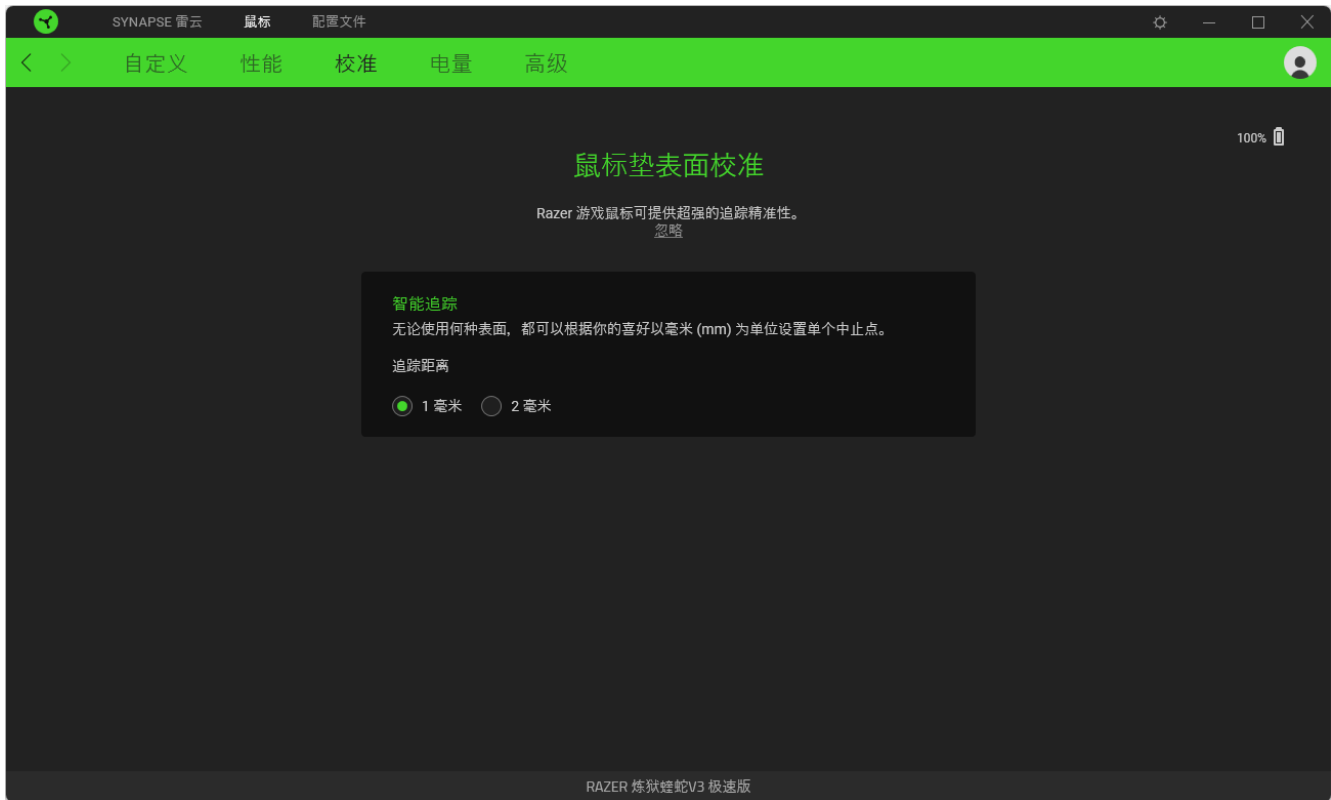 SYNAPSE 雷云 鼠标 配置文件
自定义 性能 校准 电量 高级
100%
鼠标垫表面校准
Razer 游戏鼠标可提供超强的追踪精准性。
忽略
智能追踪
无论使用何种表面，都可以根据你的喜好以毫米 (mm) 为单位设置单个中止点。
追踪距离
1 毫米 2 毫米
RAZER 炼狱蝰蛇V3 极速版